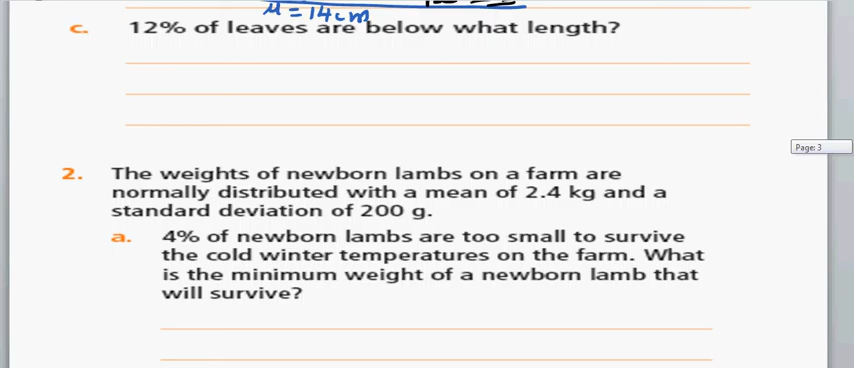 μ = 14cm
c. 12% of leaves are below what length?
Page: 3
2. The weights of newborn lambs on a farm are
normally distributed with a mean of 2.4 kg and a
standard deviation of 200 g.
a. 4% of newborn lambs are too small to survive
the cold winter temperatures on the farm. What
is the minimum weight of a newborn lamb that
will survive?